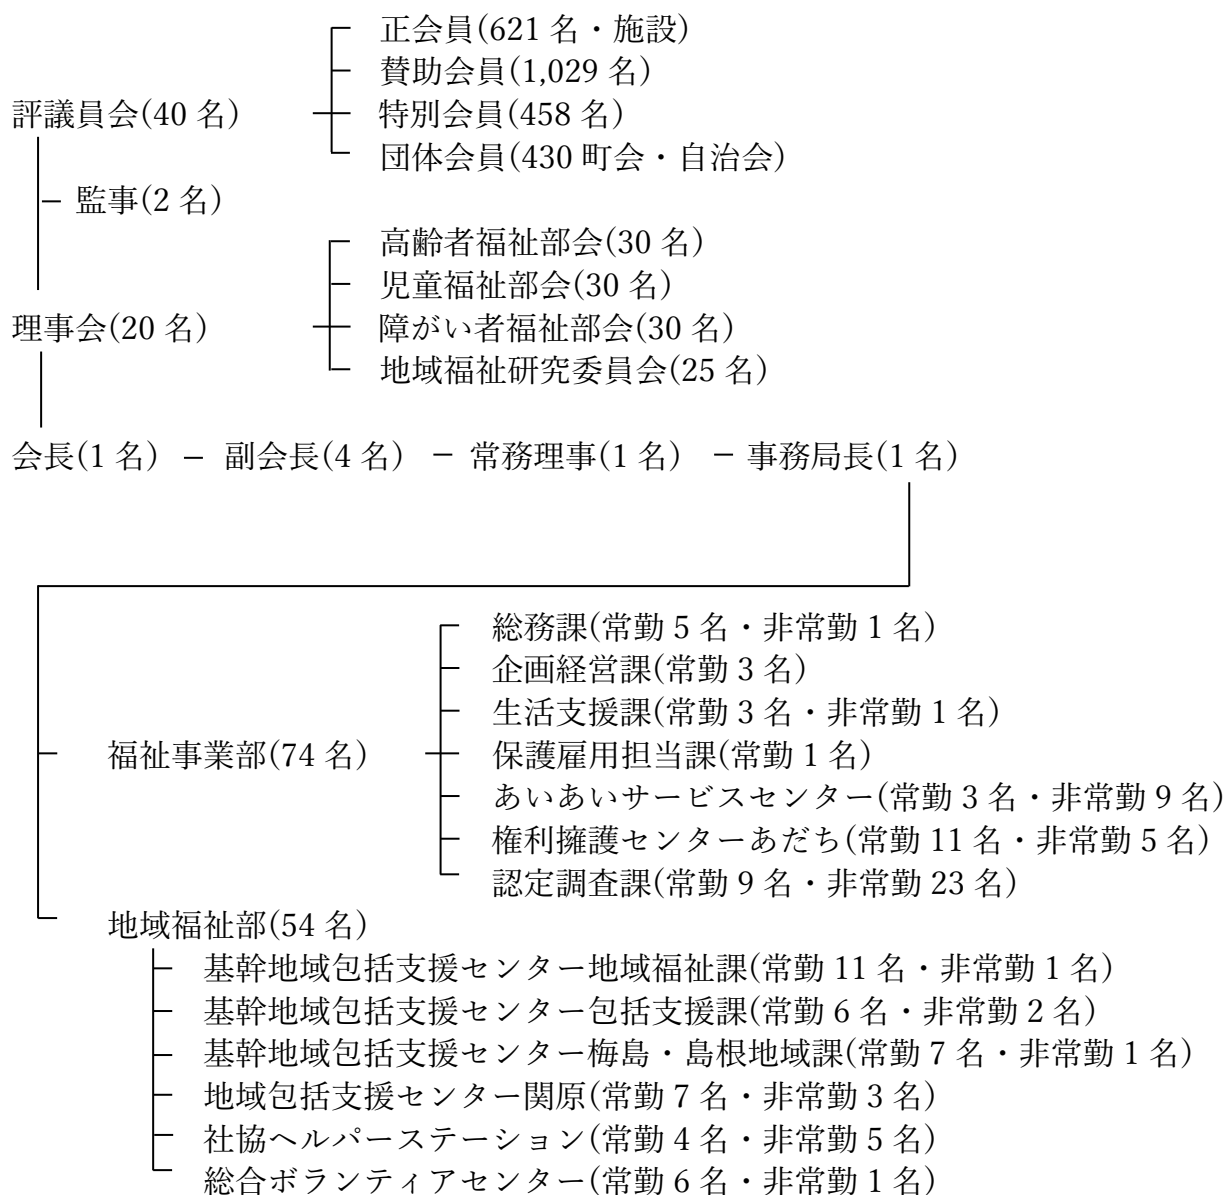 正会員(621 名・施設)
賛助会員(1,029 名)
評議員会(40 名)
特別会員(458 名)
団体会員(430 町会・自治会)
監事(2 名)
高齢者福祉部会(30 名)
児童福祉部会(30 名)
理事会(20 名)
障がい者福祉部会(30 名)
地域福祉研究委員会(25 名)
会長(1 名) － 副会長(4 名) － 常務理事(1 名) － 事務局長(1 名)
総務課(常勤 5 名・非常勤 1 名)
企画経営課(常勤 3 名)
生活支援課(常勤 3 名・非常勤 1 名)
福祉事業部(74 名)
保護雇用担当課(常勤 1 名)
あいあいサービスセンター(常勤 3 名・非常勤 9 名)
権利擁護センターあだち(常勤 11 名・非常勤 5 名)
認定調査課(常勤 9 名・非常勤 23 名)
地域福祉部(54 名)
基幹地域包括支援センター地域福祉課(常勤 11 名・非常勤 1 名)
基幹地域包括支援センター包括支援課(常勤 6 名・非常勤 2 名)
基幹地域包括支援センター梅島・島根地域課(常勤 7 名・非常勤 1 名)
地域包括支援センター関原(常勤 7 名・非常勤 3 名)
社協ヘルパーステーション(常勤 4 名・非常勤 5 名)
総合ボランティアセンター(常勤 6 名・非常勤 1 名)